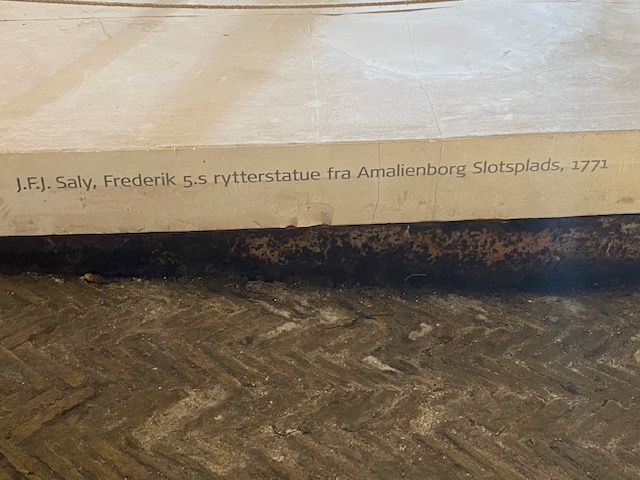 J.F.J. Saly, Frederik 5.s rytterstatue fra Amalienborg Slotsplads, 1771